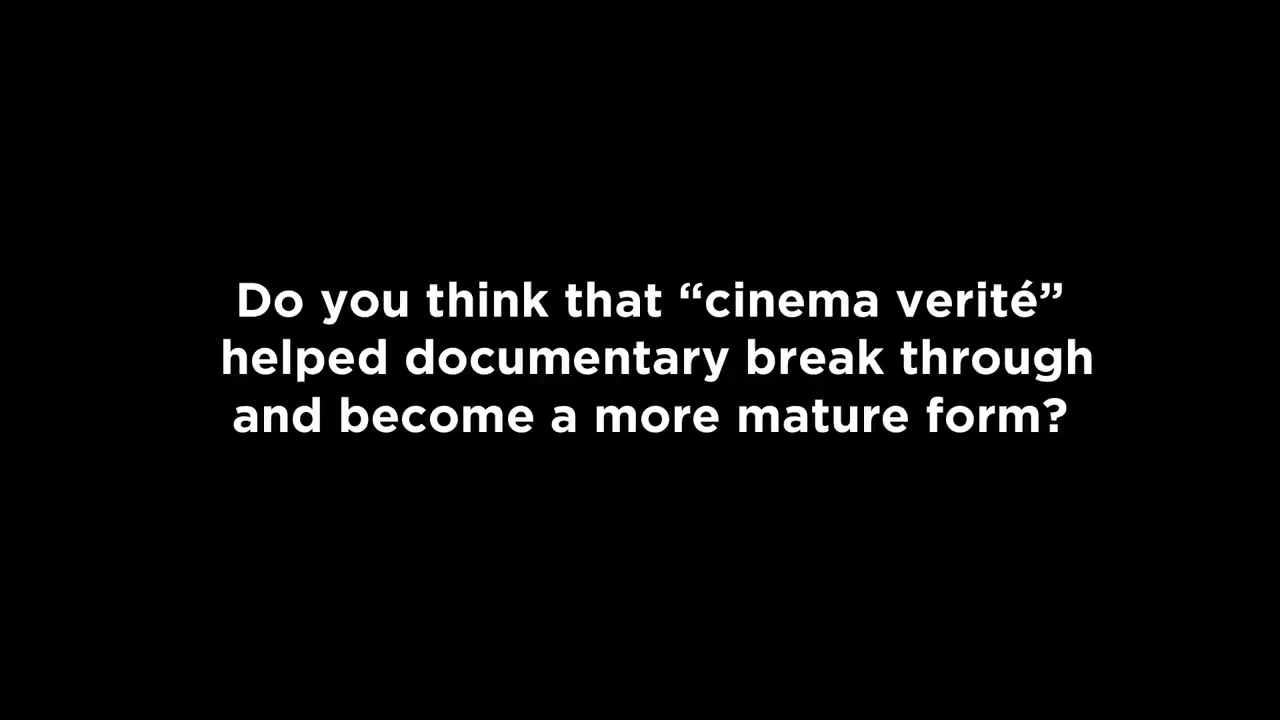 Do you think that “cinema verité”
helped documentary break through
and become a more mature form?